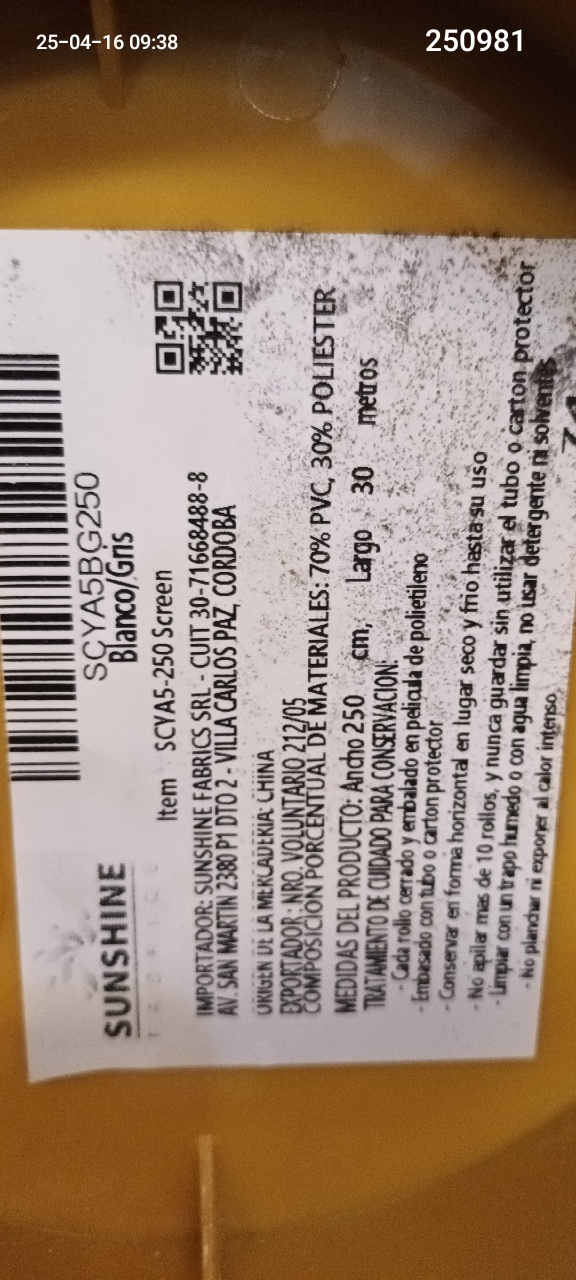 25-04-16 09:38
250981
SUNSHINE
FABRICS
SCYA5BG250
Blanco/Gris
Item SCYA5-250 Screen
IMPORTADOR: SUNSHINE FABRICS SRL - CUIT 30-71668488-8
AV. SAN MARTIN 2380 P1 DTO 2 - VILLA CARLOS PAZ, CORDOBA
ORIGEN DE LA MERCADERIA: CHINA
EXPORTADOR: NRO. VOLUNTARIO 212/05
COMPOSICION PORCENTUAL DE MATERIALES: 70% PVC, 30% POLIESTER
MEDIDAS DEL PRODUCTO: Ancho 250 cm, Largo 30 metros
TRATAMIENTO DE CUIDADO PARA CONSERVACION:
- Cada rollo cerrado y embalado en pelicula de polietileno
- Embasado con tubo o carton protector
- Conservar en forma horizontal en lugar seco y frio hasta su uso
- No apilar mas de 10 rollos, y nunca guardar sin utilizar el tubo o carton protector
- Limpiar con un trapo humedo o con agua limpia, no usar detergente ni solventes
- No planchar ni exponer al calor intenso